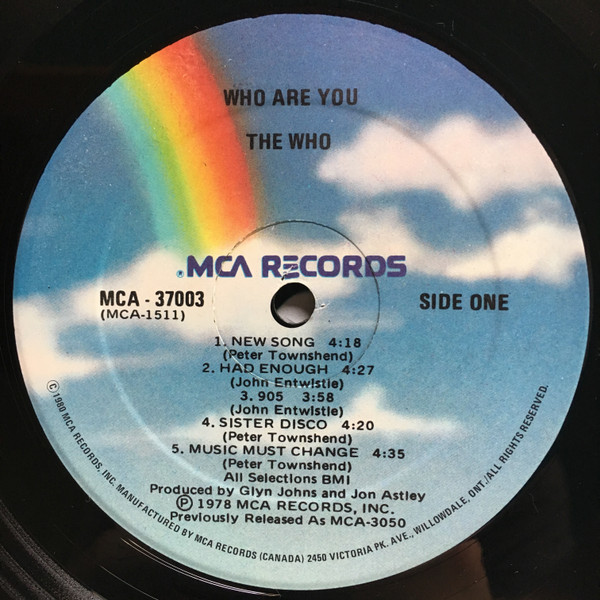 WHO ARE YOU
THE WHO
MCA RECORDS
MCA - 37003
(MCA-1511)
SIDE ONE
1. NEW SONG 4:18
(Peter Townshend)
2. HAD ENOUGH 4:27
(John Entwistle)
3. 905 3:58
(John Entwistle)
4. SISTER DISCO 4:20
(Peter Townshend)
5. MUSIC MUST CHANGE 4:35
(Peter Townshend)
All Selections BMI
Produced by Glyn Johns and Jon Astley
Ⓟ 1978 MCA RECORDS, INC.
Previously Released As MCA-3050
© 1980 MCA RECORDS, INC. MANUFACTURED BY MCA RECORDS (CANADA) 2450 VICTORIA PK. AVE., WILLOWDALE, ONT./ALL RIGHTS RESERVED.